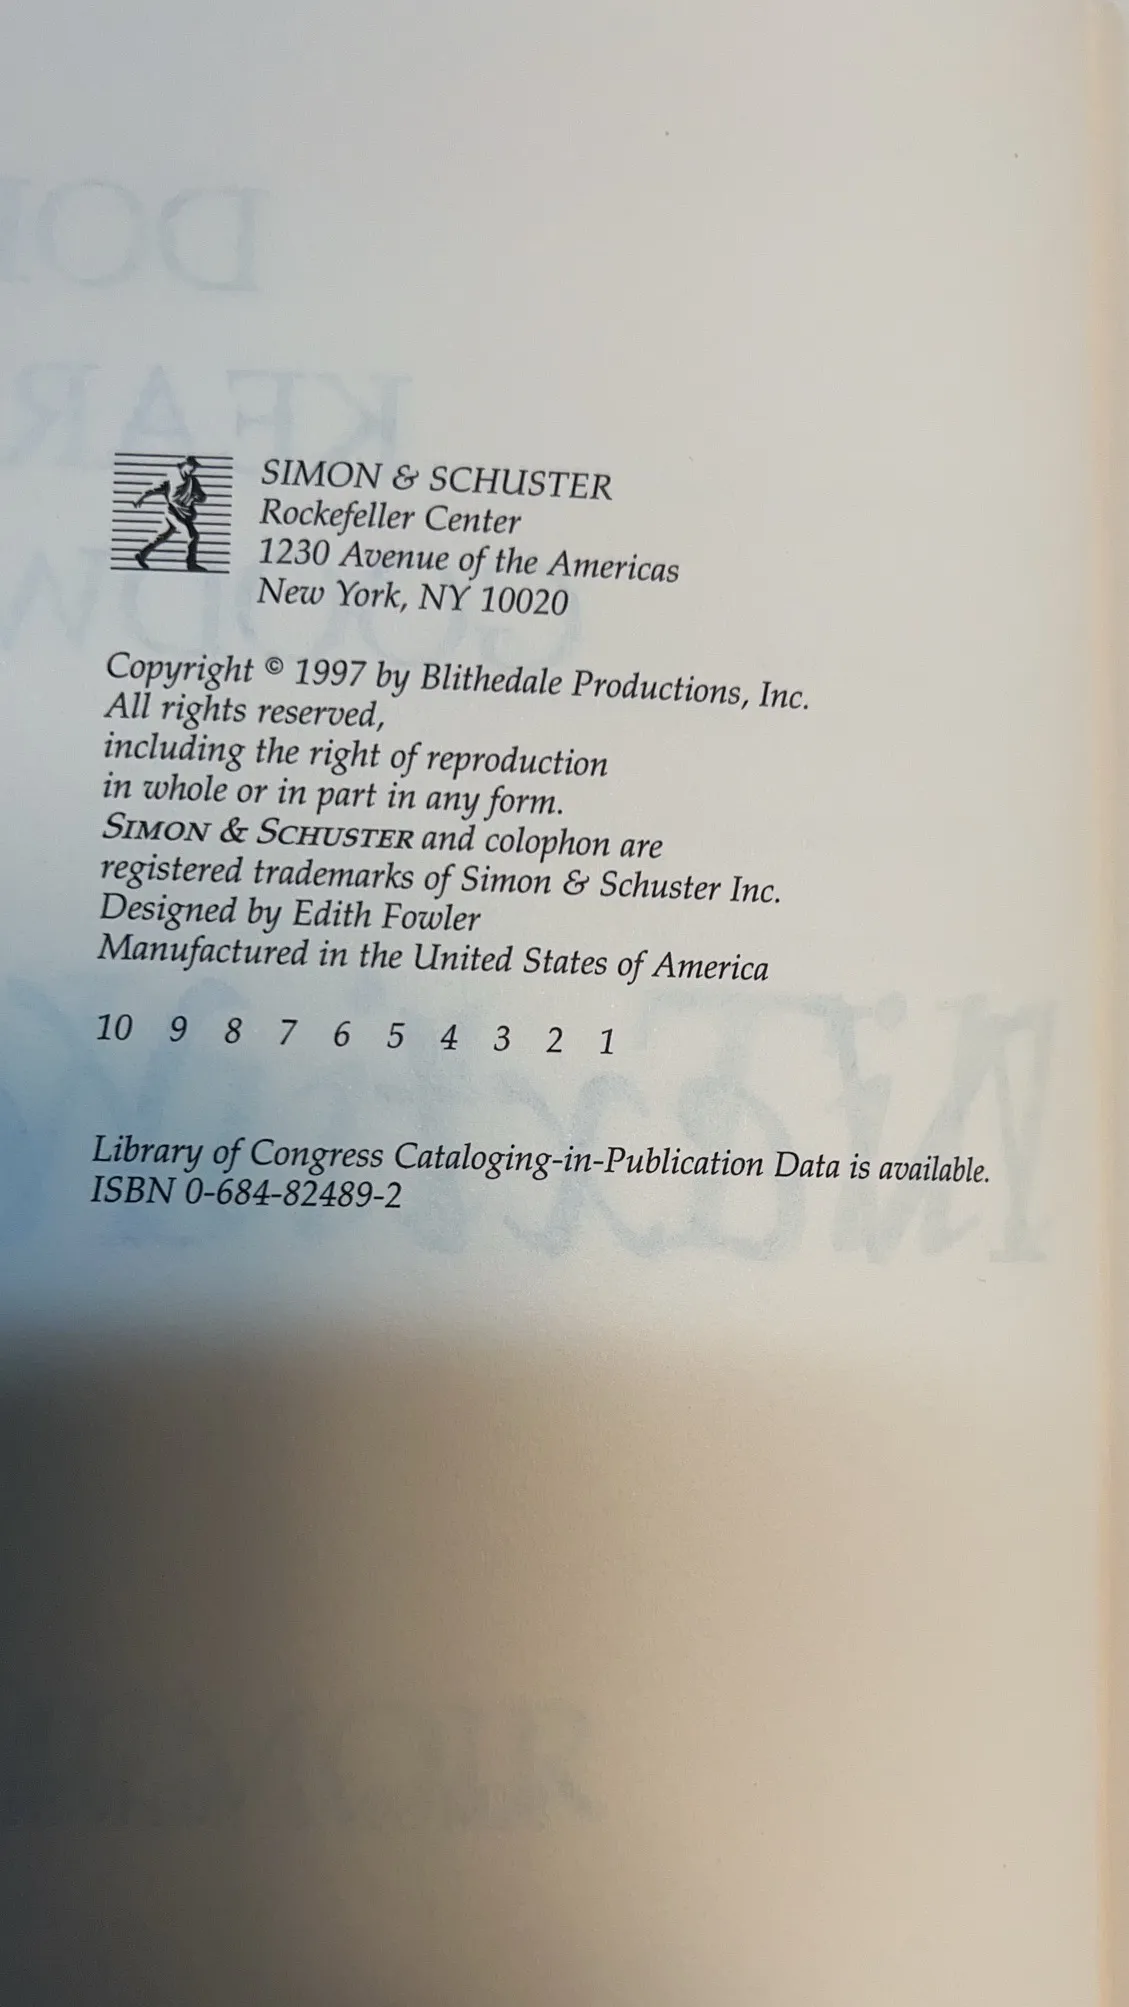 SIMON & SCHUSTER
Rockefeller Center
1230 Avenue of the Americas
New York, NY 10020
Copyright © 1997 by Blithedale Productions, Inc.
All rights reserved,
including the right of reproduction
in whole or in part in any form.
SIMON & SCHUSTER and colophon are
registered trademarks of Simon & Schuster Inc.
Designed by Edith Fowler
Manufactured in the United States of America
10 9 8 7 6 5 4 3 2 1
Library of Congress Cataloging-in-Publication Data is available.
ISBN 0-684-82489-2